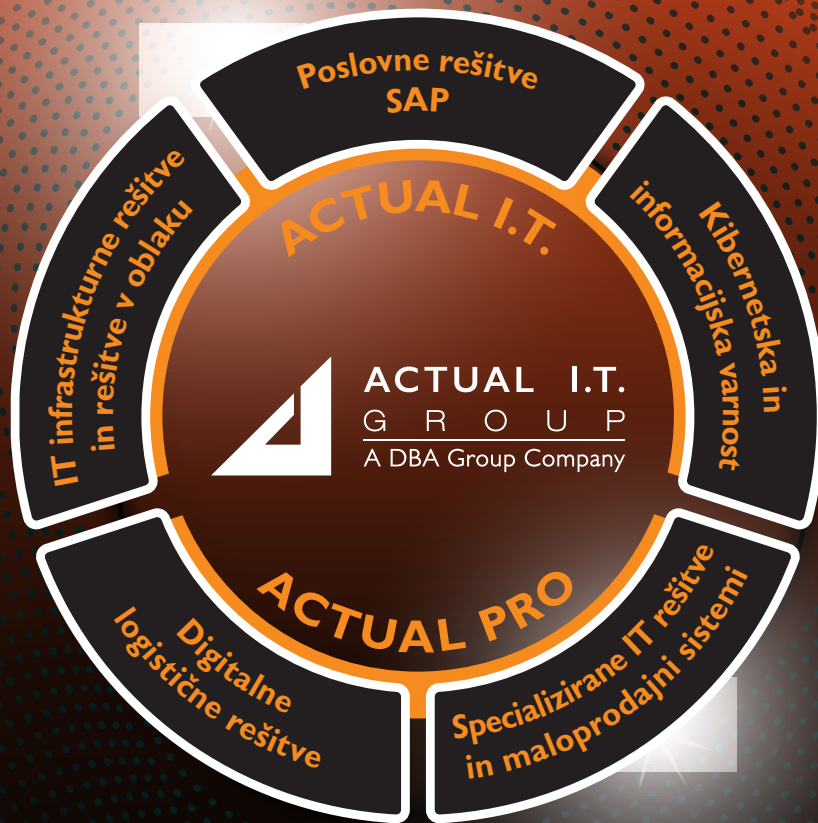 Poslovne rešitve
SAP
Kibernetska in
informacijska varnost
IT infrastrukturne rešitve
in rešitve v oblaku
ACTUAL I.T.
ACTUAL I.T.
GROUP
A DBA Group Company
ACTUAL PRO
Digitalne
logistične rešitve
Specializirane IT rešitve
in maloprodajni sistemi